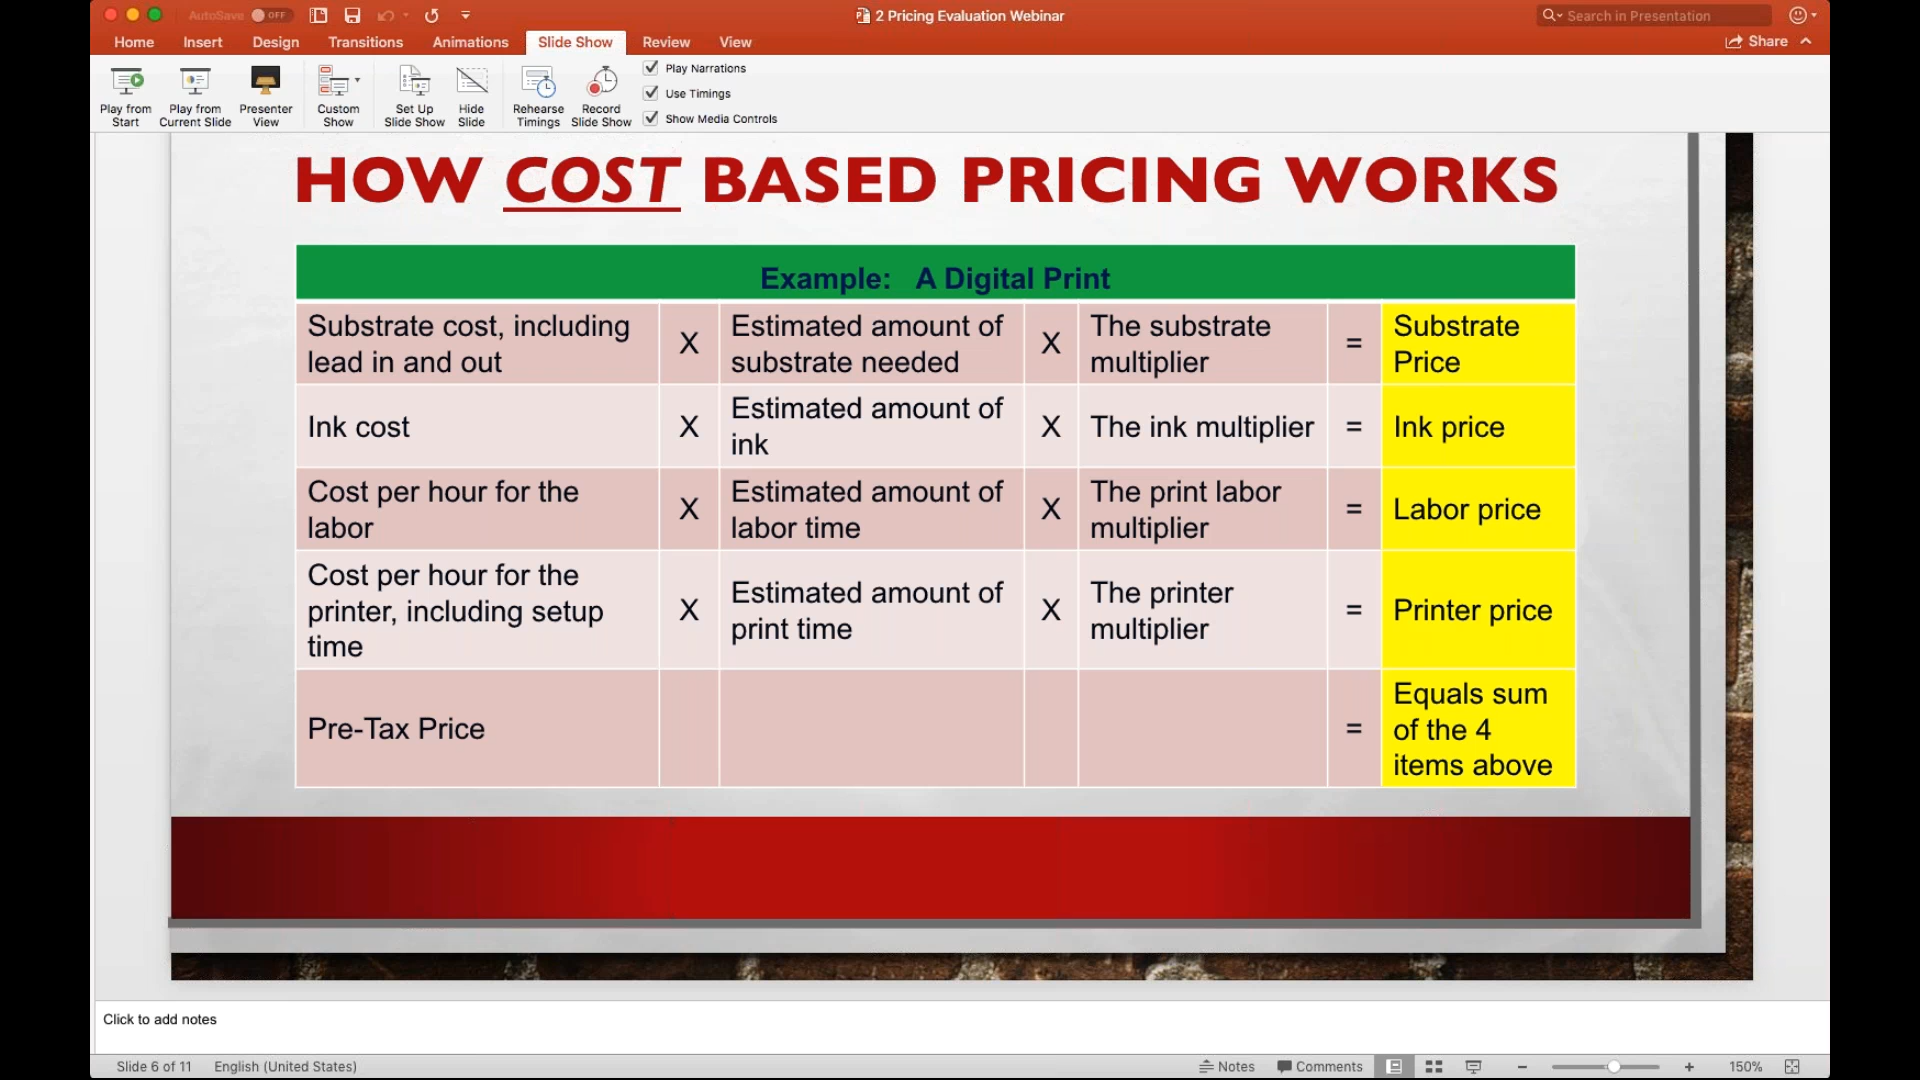 AutoSave OFF
2 Pricing Evaluation Webinar
Search in Presentation
Home Insert Design Transitions Animations Slide Show Review View
Share
Play from Start
Play from Current Slide
Presenter View
Custom Show
Set Up Slide Show
Hide Slide
Rehearse Timings
Record Slide Show
Play Narrations
Use Timings
Show Media Controls
HOW COST BASED PRICING WORKS
Example: A Digital Print
Substrate cost, including
lead in and out
X
Estimated amount of
substrate needed
X
The substrate
multiplier
=
Substrate
Price
Ink cost
X
Estimated amount of
ink
X
The ink multiplier
=
Ink price
Cost per hour for the
labor
X
Estimated amount of
labor time
X
The print labor
multiplier
=
Labor price
Cost per hour for the
printer, including setup
time
X
Estimated amount of
print time
X
The printer
multiplier
=
Printer price
Pre-Tax Price
=
Equals sum
of the 4
items above
Click to add notes
Slide 6 of 11 English (United States) Notes Comments 150%